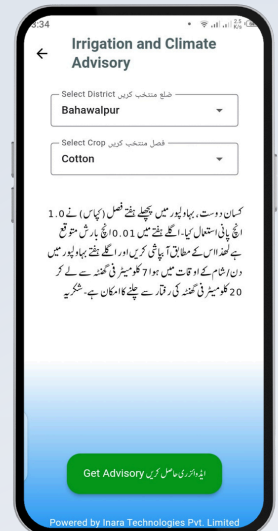 3:34
Irrigation and Climate
Advisory
Select District ضلع منتخب کریں
Bahawalpur
Select Crop فصل منتخب کریں
Cotton
کسان دوست، بہاولپور میں پچھلے ہفتے فصل (کپاس) نے 1.0
انچ پانی استعمال کیا۔ اگلے ہفتے میں 0.01 انچ بارش متوقع
ہے لھذا اس کے مطابق آبپاشی کریں اور اگلے ہفتے بہاولپور میں
دن/شام کے اوقات میں ہوا 7 کلومیٹر فی گھنٹہ سے لے کر
20 کلومیٹر فی گھنٹہ کی رفتار سے چلنے کا امکان ہے۔ شکریہ
Get Advisory ایڈوائزری حاصل کریں
Powered by Inara Technologies Pvt. Limited